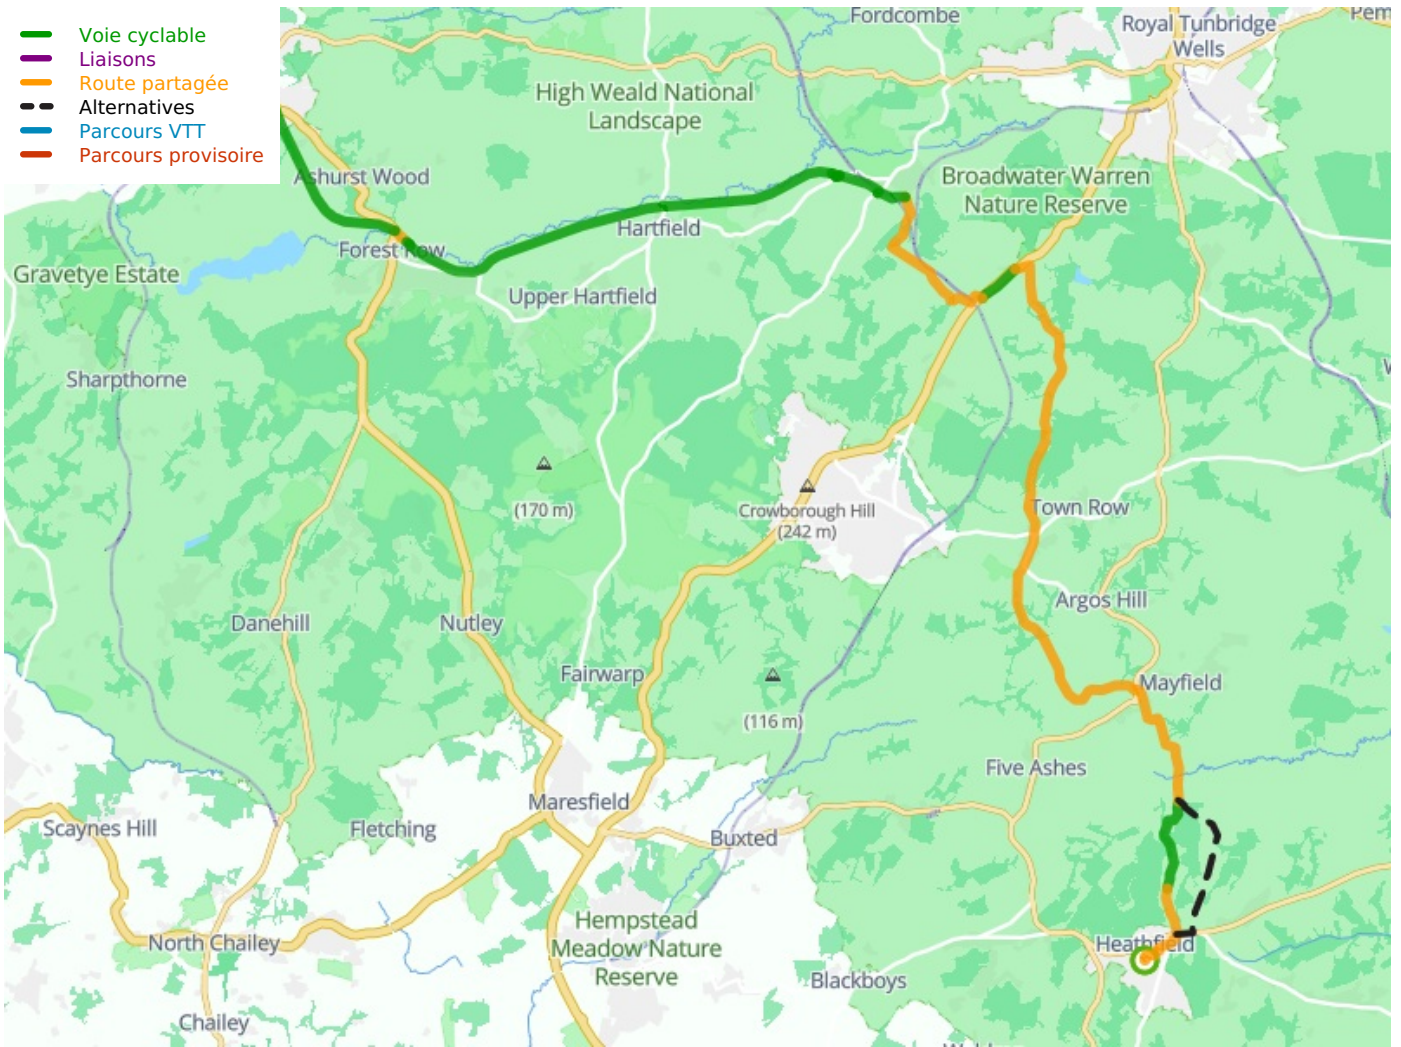 Voie cyclable
Liaisons
Route partagée
Alternatives
Parcours VTT
Parcours provisoire
Fordcombe
Royal Tunbridge
Wells
High Weald National
Landscape
Ashurst Wood
Broadwater Warren
Nature Reserve
Hartfield
Forest Row
Gravetye Estate
Upper Hartfield
Sharpthorne
(170 m)
Crowborough Hill
(242 m)
Town Row
Argos Hill
Danehill
Nutley
Fairwarp
Mayfield
(116 m)
Five Ashes
Maresfield
Scaynes Hill
Fletching
Buxted
Hempstead
Meadow Nature
Reserve
North Chailey
Heathfield
Blackboys
Chailey